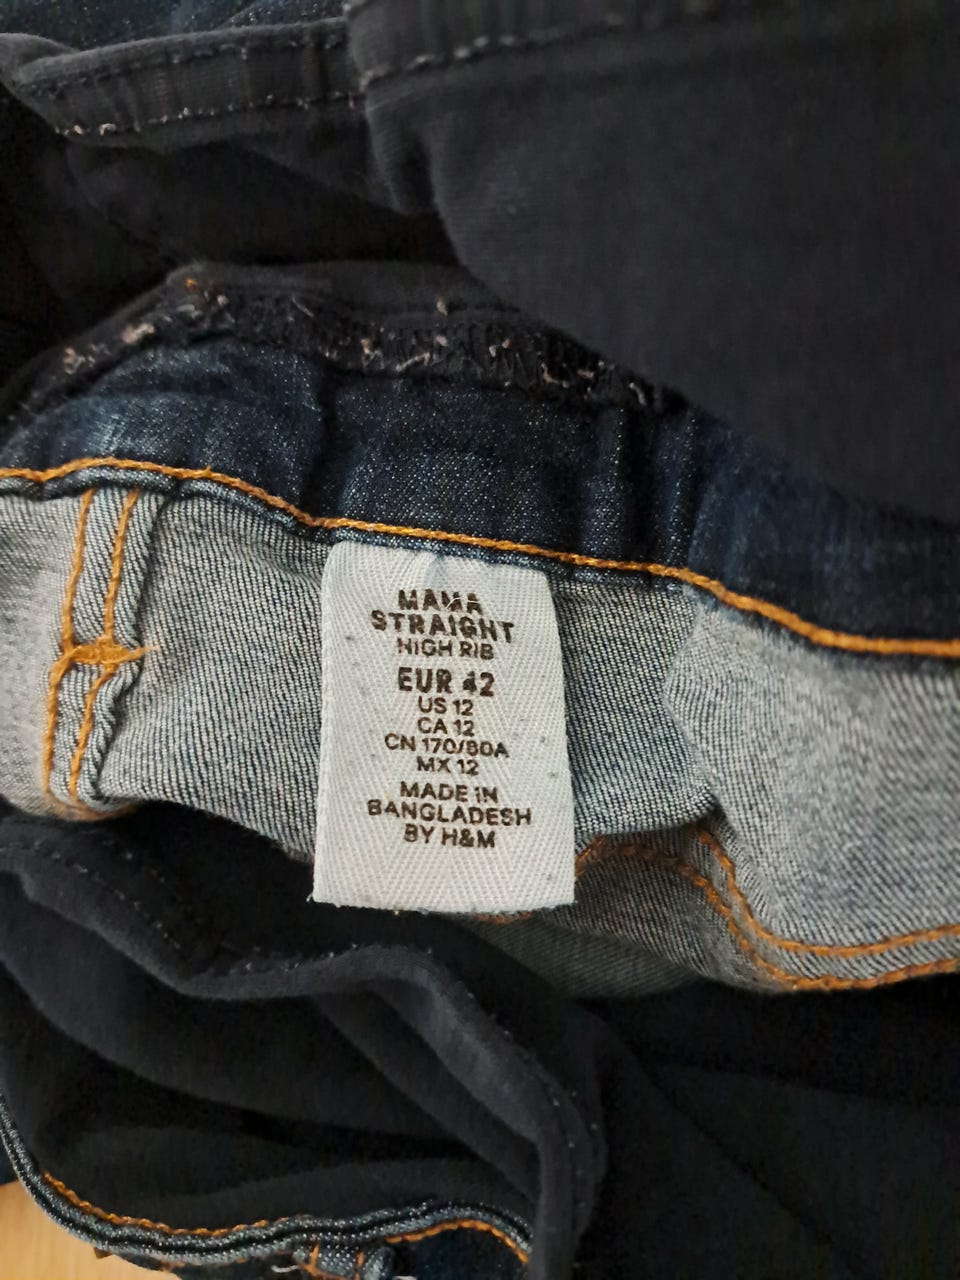 MAMA
STRAIGHT
HIGH RIB
EUR 42
US 12
CA 12
CN 170/80A
MX 12
MADE IN
BANGLADESH
BY H&M